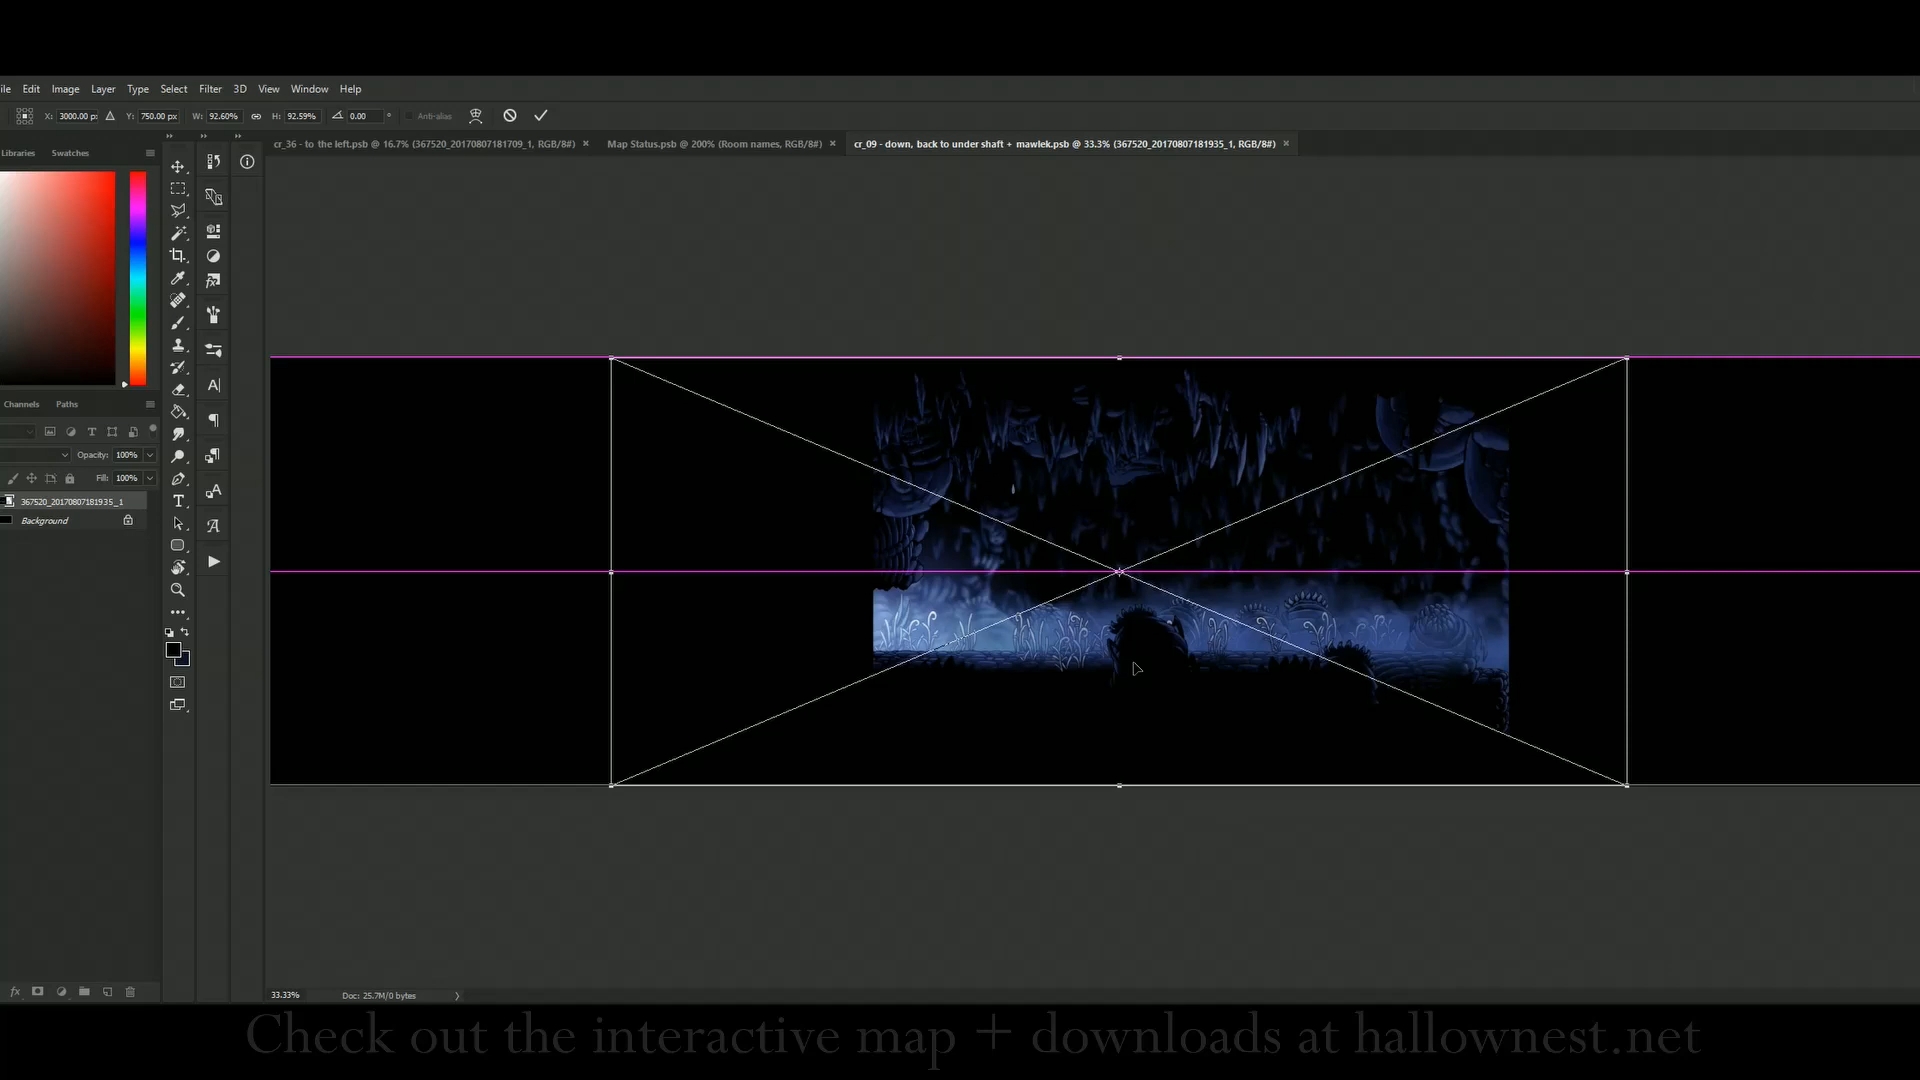 ile Edit Image Layer Type Select Filter 3D View Window Help
X: 3000.00 p: Y: 750.00 px W: 92.60% H: 92.59% 0.00 ° Anti-alias
Libraries Swatches
cr_36 - to the left.psb @ 16.7% (367520_20170807181709_1, RGB/8#) ×
Map Status.psb @ 200% (Room names, RGB/8#) ×
cr_09 - down, back to under shaft + mawlek.psb @ 33.3% (367520_20170807181935_1, RGB/8#) ×
Channels Paths
Opacity: 100%
Fill: 100%
367520_20170807181935_1
Background
33.33% Doc: 25.7M/0 bytes
Check out the interactive map + downloads at hallownest.net